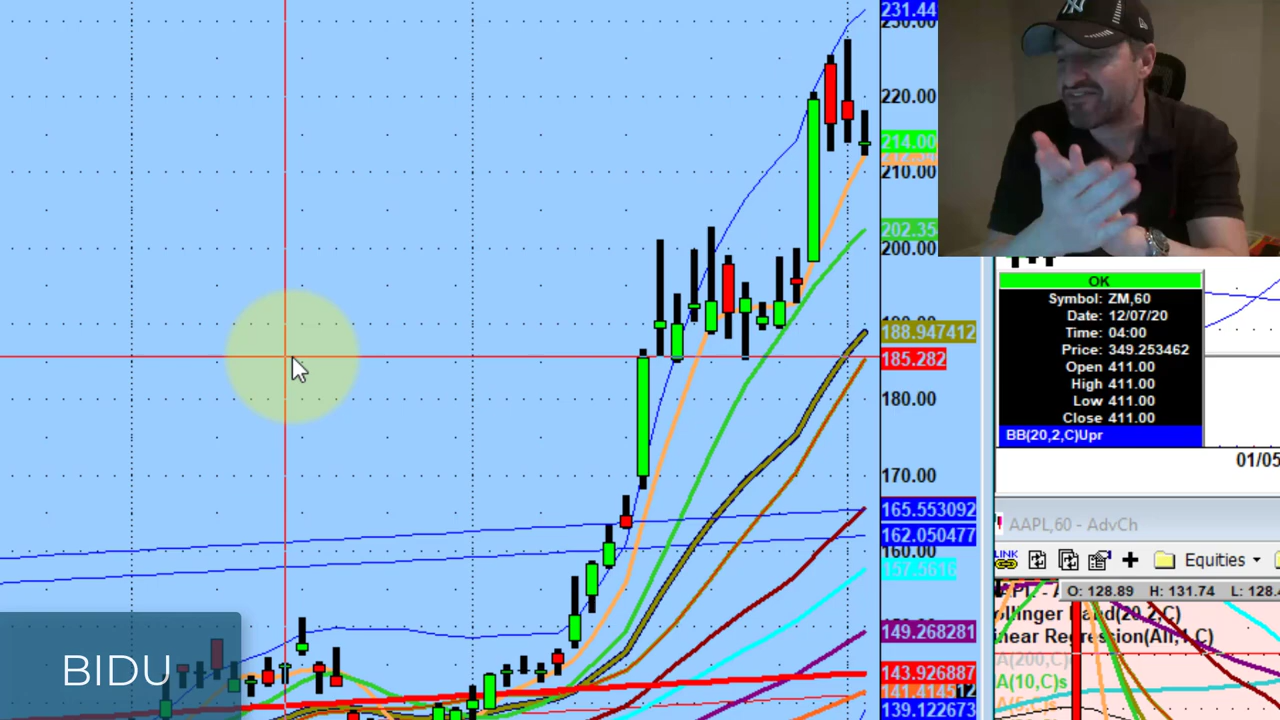 231.44
220.00
214.00
210.00
202.35
200.00
188.947412
185.282
180.00
170.00
165.553092
162.050477
160.00
157.5616
149.268281
143.926887
139.122673
BIDU
OK
Symbol: ZM,60
Date: 12/07/20
Time: 04:00
Price: 349.253462
Open 411.00
High 411.00
Low 411.00
Close 411.00
BB(20,2,C)Upr
01/05
AAPL,60 - AdvCh
LINK
Equities
O: 128.89 H: 131.74 L: